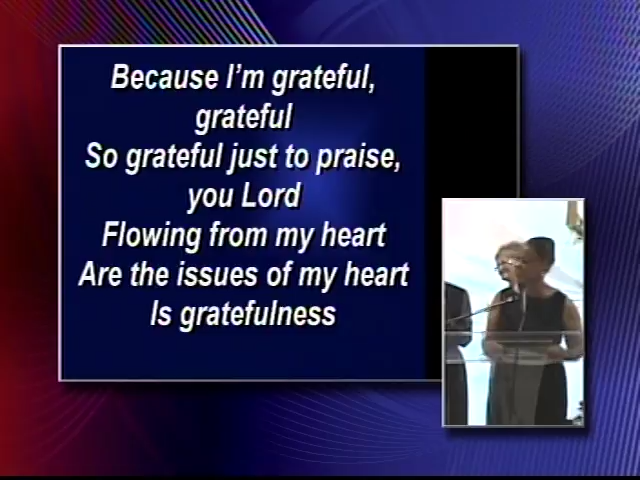 Because I'm grateful,
grateful
So grateful just to praise,
you Lord
Flowing from my heart
Are the issues of my heart
Is gratefulness